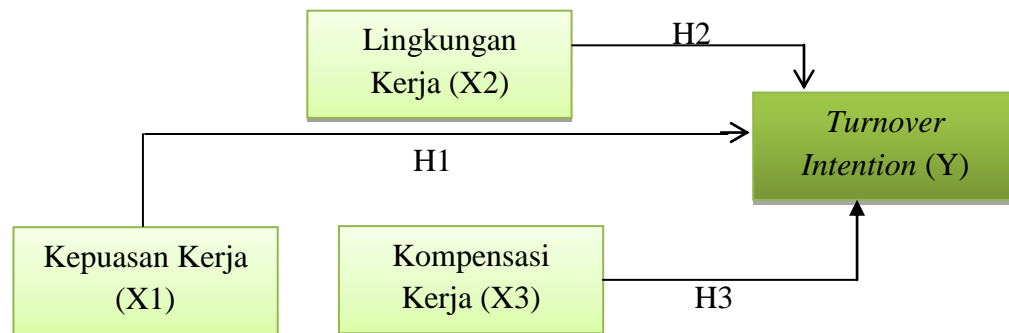 Lingkungan
Kerja (X2)
H2
Turnover
Intention (Y)
H1
Kepuasan Kerja
(X1)
Kompensasi
Kerja (X3)
H3